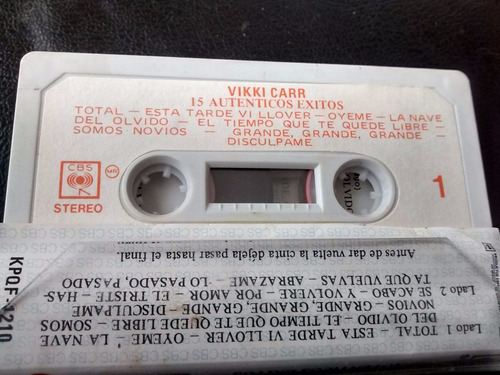 VIKKI CARR
15 AUTENTICOS EXITOS
TOTAL — ESTA TARDE VI LLOVER — OYEME — LA NAVE
DEL OLVIDO — EL TIEMPO QUE TE QUEDE LIBRE —
SOMOS NOVIOS — GRANDE, GRANDE, GRANDE —
DISCULPAME
CBS
MR
STEREO
1
KPOF-3210
Lado 1 TOTAL — ESTA TARDE VI LLOVER — OYEME — LA NAVE
DEL OLVIDO — EL TIEMPO QUE TE QUEDE LIBRE — SOMOS
NOVIOS — GRANDE, GRANDE, GRANDE — DISCULPAME
Lado 2 SE ACABO — Y VOLVERE — POR AMOR — EL TRISTE — HAS-
TA QUE VUELVAS — ABRAZAME — LO PASADO, PASADO
Antes de dar vuelta la cinta déjela pasar hasta el final.